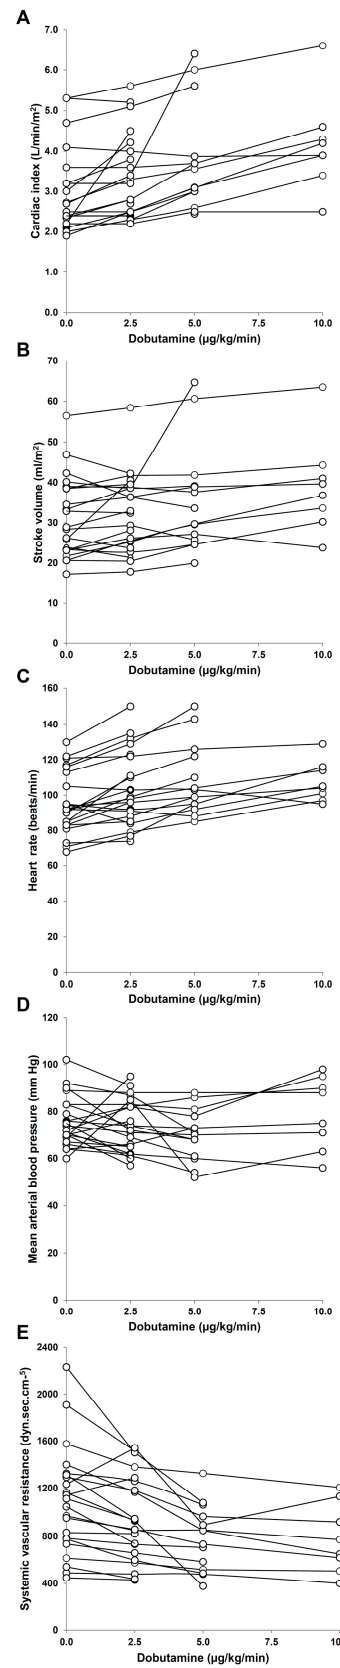 A
Cardiac index (L/min/m²)
7.0
6.0
5.0
4.0
3.0
2.0
1.0
0.0
0.0 2.5 5.0 7.5 10.0
Dobutamine (µg/kg/min)
B
Stroke volume (ml/m²)
70
60
50
40
30
20
10
0
0.0 2.5 5.0 7.5 10.0
Dobutamine (µg/kg/min)
C
Heart rate (beats/min)
160
140
120
100
80
60
40
20
0
0.0 2.5 5.0 7.5 10.0
Dobutamine (µg/kg/min)
D
Mean arterial blood pressure (mm Hg)
120
100
80
60
40
20
0
0.0 2.5 5.0 7.5 10.0
Dobutamine (µg/kg/min)
E
Systemic vascular resistance (dyn.sec.cm-⁵)
2400
2000
1600
1200
800
400
0
0.0 2.5 5.0 7.5 10.0
Dobutamine (µg/kg/min)